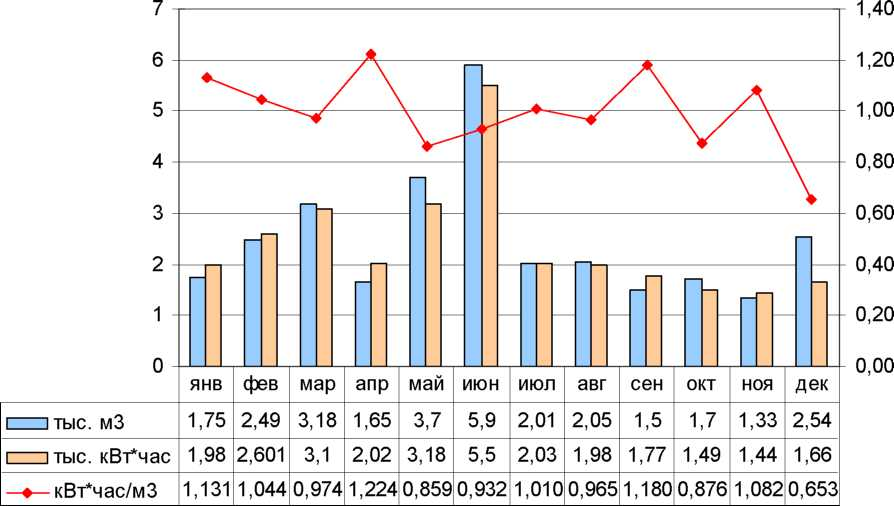 7 1,40
6 1,20
5 1,00
4 0,80
3 0,60
2 0,40
1 0,20
0 0,00
янв фев мар апр май июн июл авг сен окт ноя дек
тыс. м3 1,75 2,49 3,18 1,65 3,7 5,9 2,01 2,05 1,5 1,7 1,33 2,54
тыс. кВт*час 1,98 2,601 3,1 2,02 3,18 5,5 2,03 1,98 1,77 1,49 1,44 1,66
кВт*час/м3 1,131 1,044 0,974 1,224 0,859 0,932 1,010 0,965 1,180 0,876 1,082 0,653